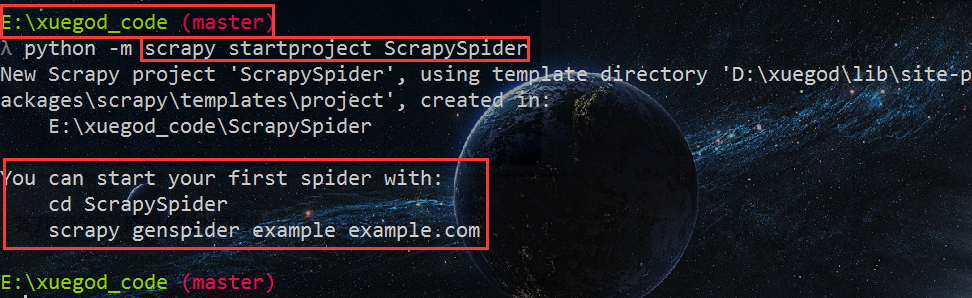 E:\xuegod_code (master)
λ python -m scrapy startproject ScrapySpider
New Scrapy project 'ScrapySpider', using template directory 'D:\xuegod\lib\site-p
ackages\scrapy\templates\project', created in:
    E:\xuegod_code\ScrapySpider

You can start your first spider with:
    cd ScrapySpider
    scrapy genspider example example.com

E:\xuegod_code (master)